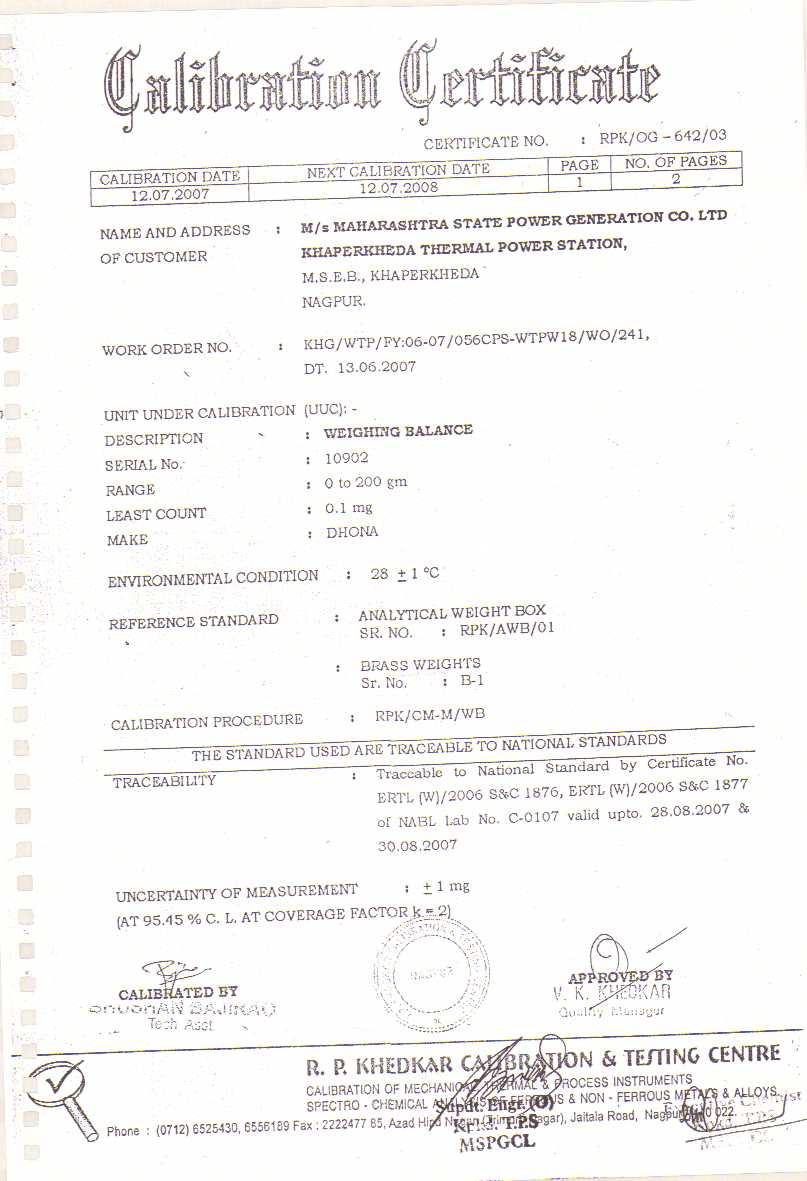 Calibration Certificate
CERTIFICATE NO. : RPK/OG – 642/03
CALIBRATION DATE NEXT CALIBRATION DATE PAGE NO. OF PAGES
12.07.2007 12.07.2008 1 2
NAME AND ADDRESS : M/s MAHARASHTRA STATE POWER GENERATION CO. LTD
OF CUSTOMER KHAPERKHEDA THERMAL POWER STATION,
M.S.E.B., KHAPERKHEDA
NAGPUR.
WORK ORDER NO. : KHG/WTP/FY:06-07/056CPS-WTPW18/WO/241,
DT. 13.06.2007
UNIT UNDER CALIBRATION (UUC): -
DESCRIPTION : WEIGHING BALANCE
SERIAL No. : 10902
RANGE : 0 to 200 gm
LEAST COUNT : 0.1 mg
MAKE : DHONA
ENVIRONMENTAL CONDITION : 28 ± 1 °C
REFERENCE STANDARD : ANALYTICAL WEIGHT BOX
SR. NO. : RPK/AWB/01
: BRASS WEIGHTS
Sr. No. : B-1
CALIBRATION PROCEDURE : RPK/CM-M/WB
THE STANDARD USED ARE TRACEABLE TO NATIONAL STANDARDS
TRACEABILITY : Traceable to National Standard by Certificate No.
ERTL (W)/2006 S&C 1876, ERTL (W)/2006 S&C 1877
of NABL Lab No. C-0107 valid upto. 28.08.2007 &
30.08.2007
UNCERTAINTY OF MEASUREMENT : ± 1 mg
(AT 95.45 % C. L. AT COVERAGE FACTOR k = 2)
NAGPUR
CALIBRATED BY
Tech Asst
APPROVED BY
V. K. KHEDKAR
Quality Manager
R. P. KHEDKAR CALIBRATION & TESTING CENTRE
CALIBRATION OF MECHANICAL THERMAL & PROCESS INSTRUMENTS
SPECTRO - CHEMICAL ANALYSIS OF FERROUS & NON - FERROUS METALS & ALLOYS
Phone : (0712) 6525430, 6556189 Fax : 2222477 85, Azad Hind Nagar (Trimurti Nagar), Jaitala Road, Nagpur
Supdt. Engr. (O)
T.P.S
MSPGCL